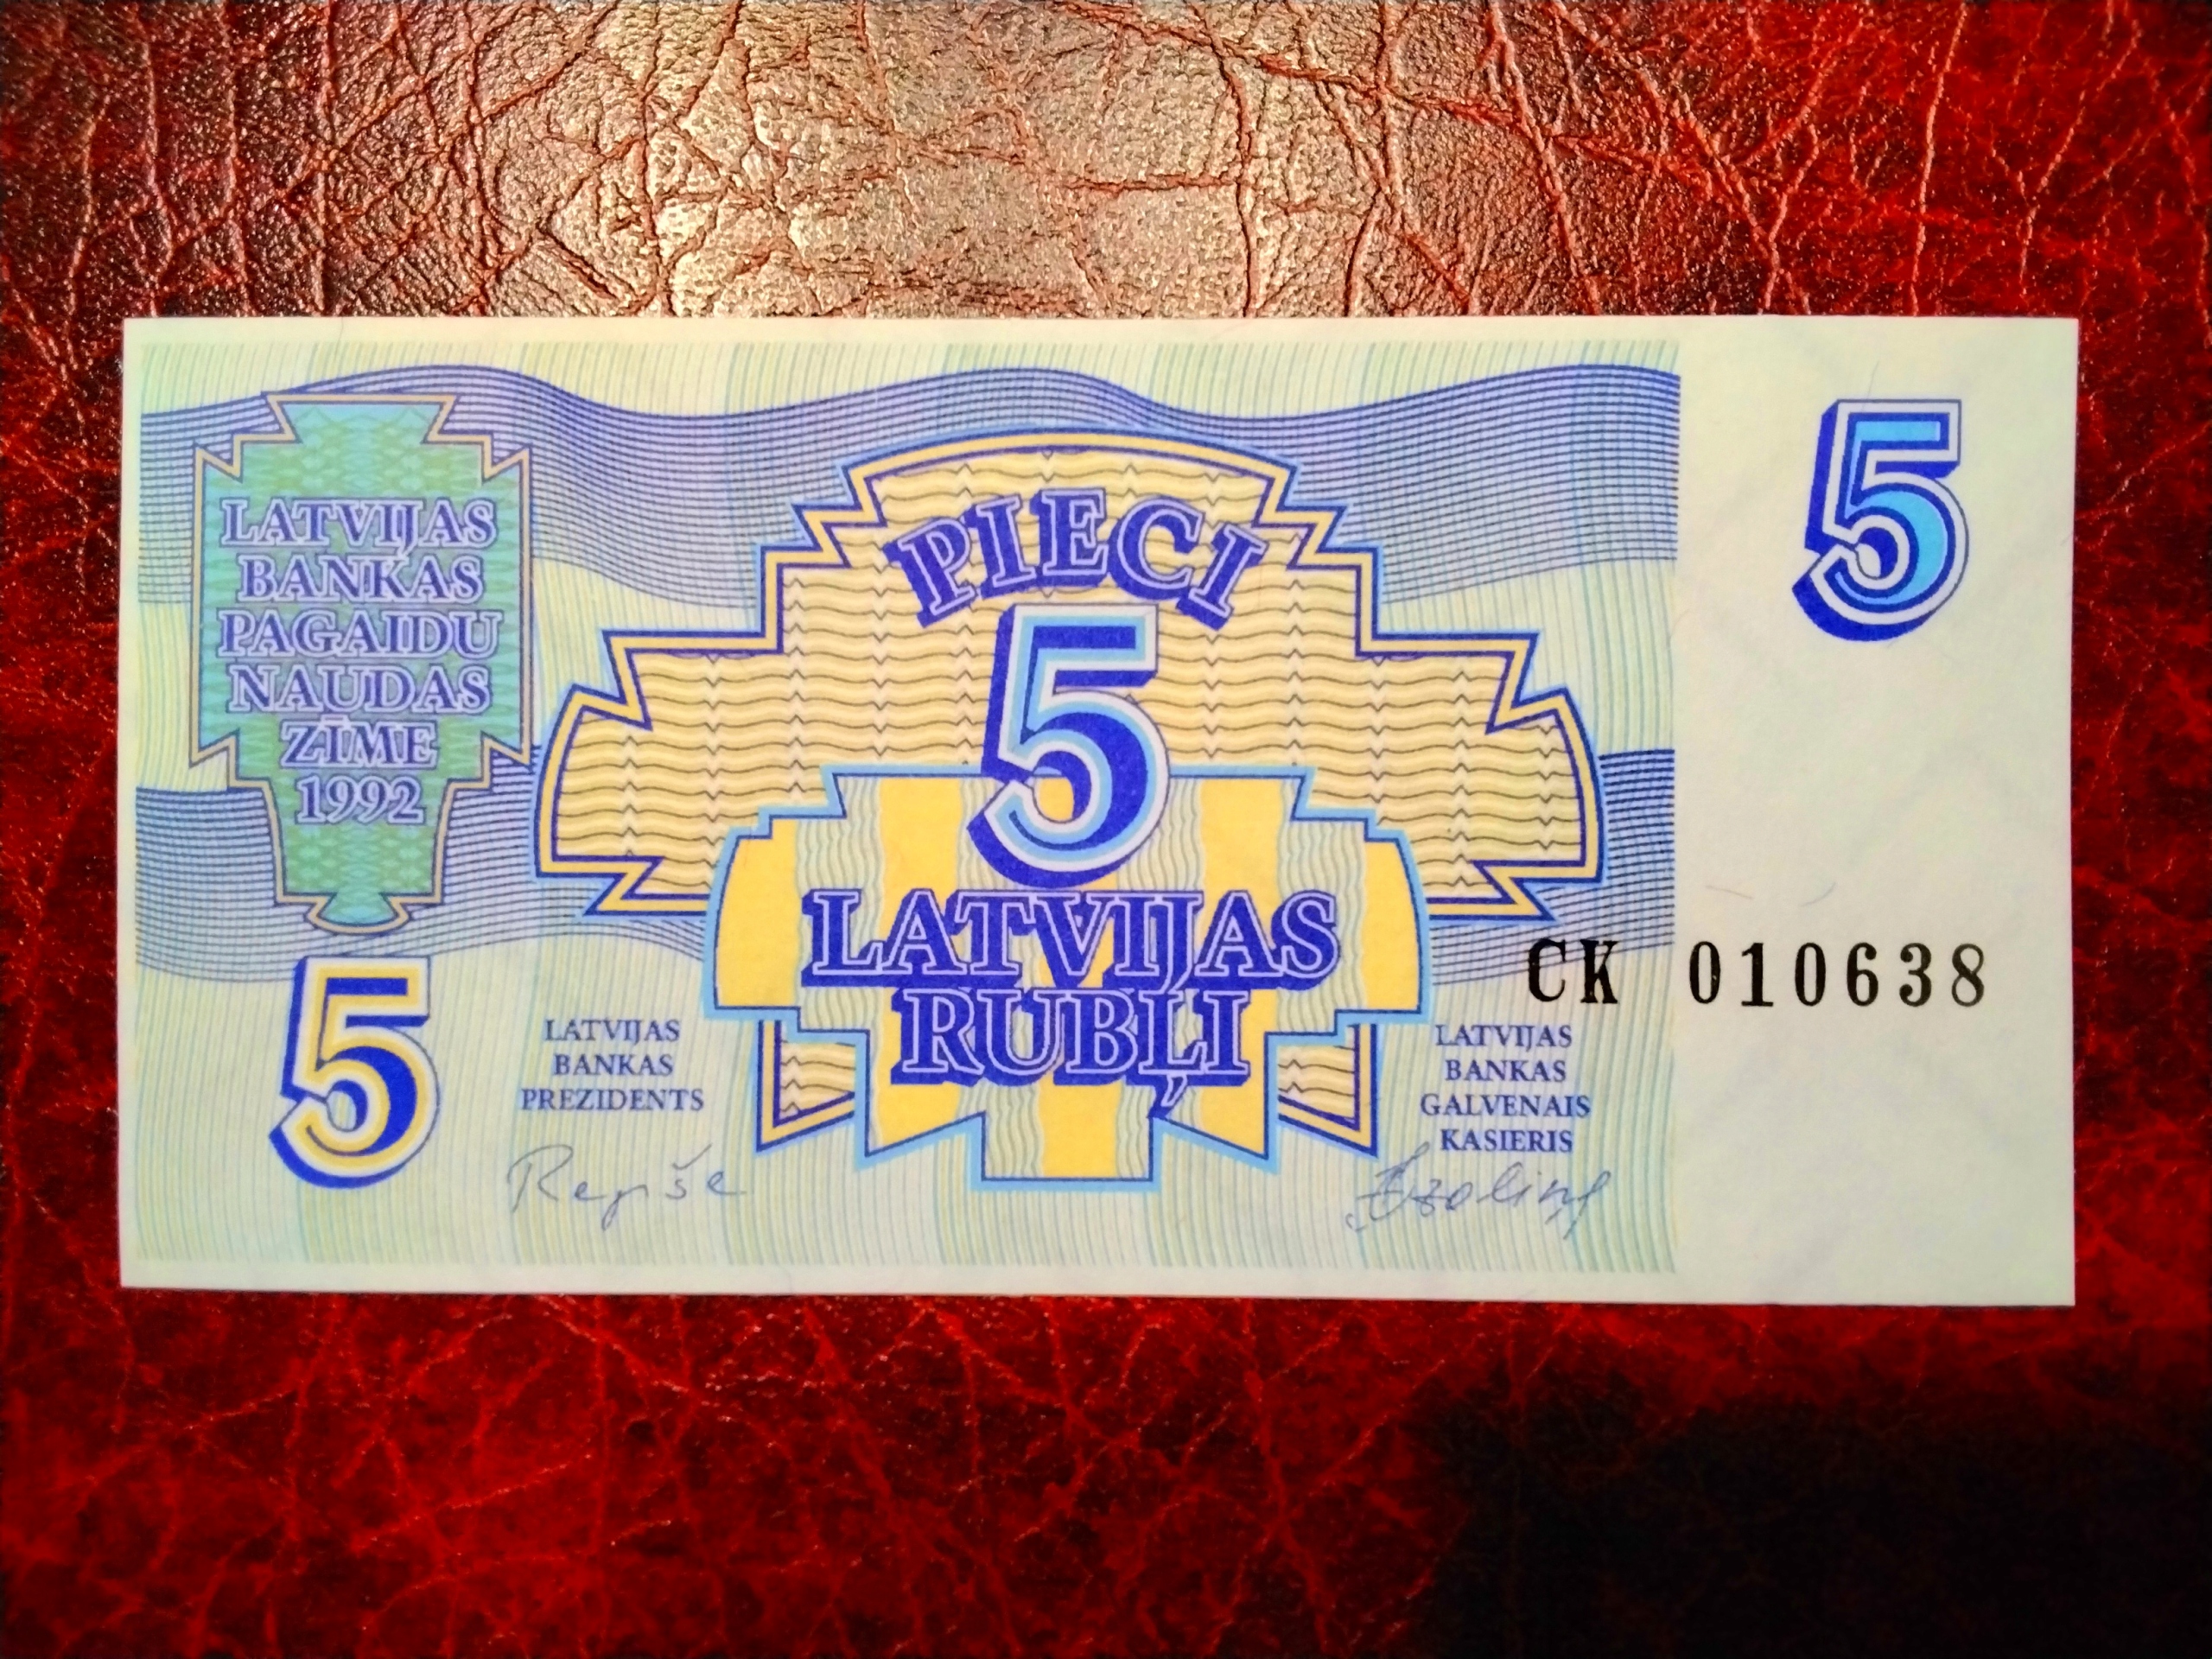 LATVIJAS
BANKAS
PAGAIDU
NAUDAS
ZĪME
1992
5
PIECI
5
LATVIJAS
RUBĻI
5
CK 010638
LATVIJAS
BANKAS
PREZIDENTS
Repše
LATVIJAS
BANKAS
GALVENAIS
KASIERIS